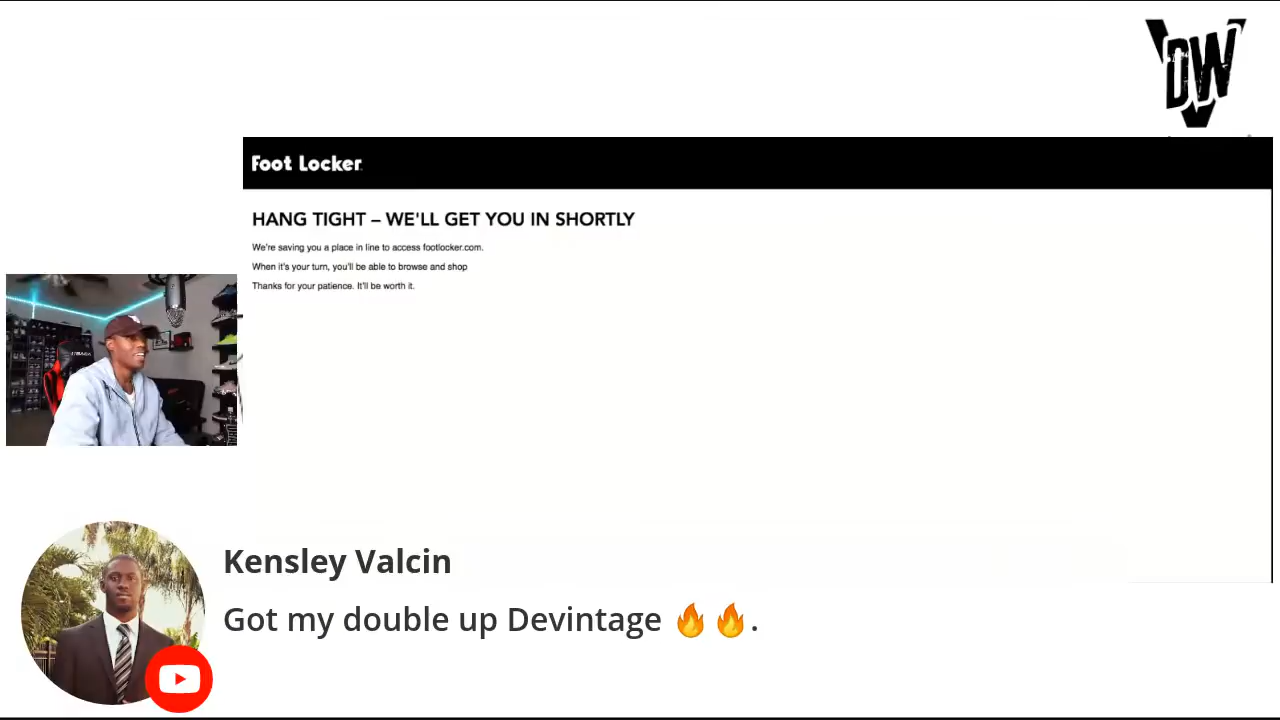 DW
Foot Locker
HANG TIGHT – WE'LL GET YOU IN SHORTLY
We're saving you a place in line to access footlocker.com.
When it's your turn, you'll be able to browse and shop
Thanks for your patience. It'll be worth it.
Kensley Valcin
Got my double up Devintage 🔥🔥.